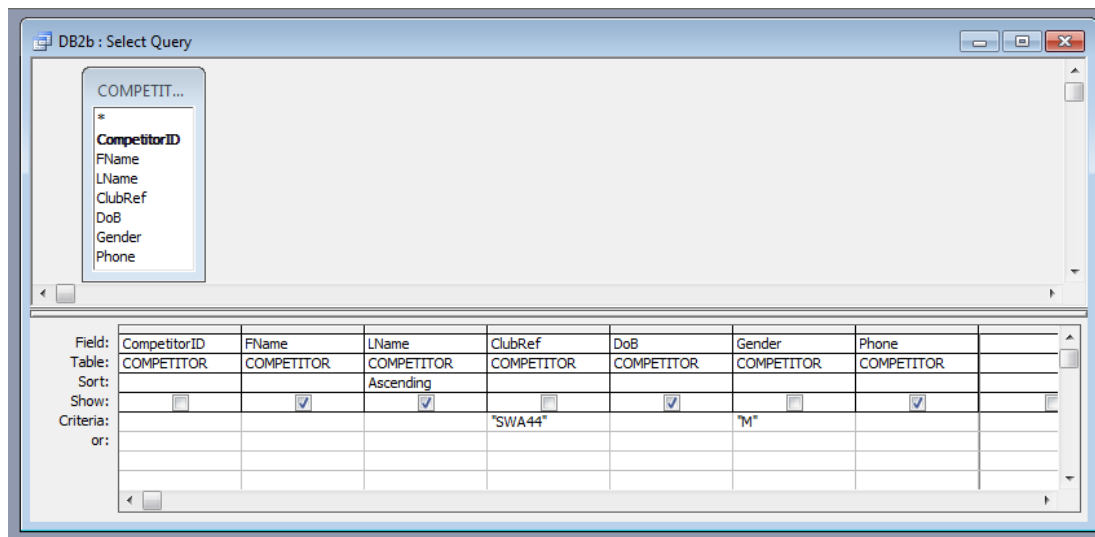 DB2b : Select Query
COMPETIT...
*
CompetitorID
FName
LName
ClubRef
DoB
Gender
Phone
Field: CompetitorID FName LName ClubRef DoB Gender Phone
Table: COMPETITOR COMPETITOR COMPETITOR COMPETITOR COMPETITOR COMPETITOR COMPETITOR
Sort: Ascending
Show:
Criteria: "SWA44" "M"
or: